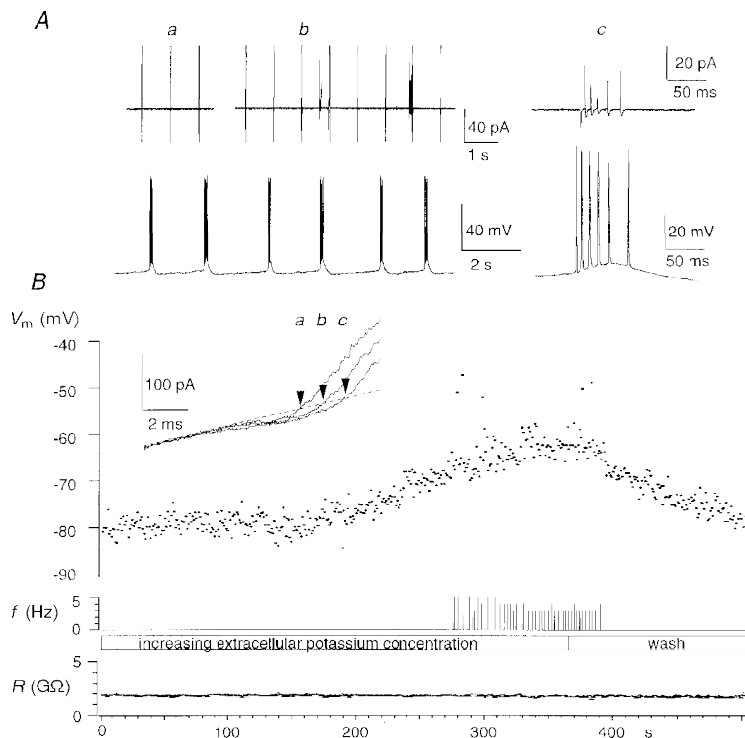 A
a b c
40 pA
1 s
20 pA
50 ms
40 mV
2 s
20 mV
50 ms
B
Vm (mV)
-40
-50
-60
-70
-80
-90
a b c
100 pA
2 ms
f (Hz)
5
0
increasing extracellular potassium concentration wash
R (GΩ)
5
0
0 100 200 300 400 s